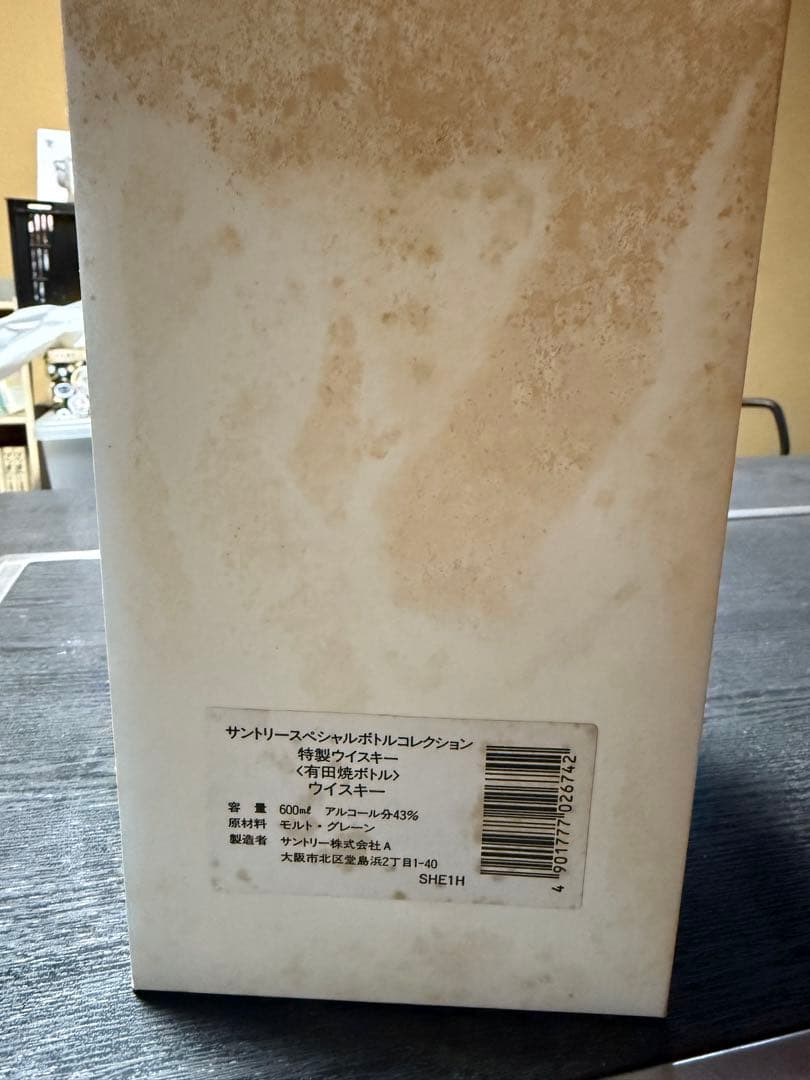 サントリースペシャルボトルコレクション
特製ウイスキー
〈有田焼ボトル〉
ウイスキー
容 量 600mℓ アルコール分43%
原材料 モルト・グレーン
製造者 サントリー株式会社A
大阪市北区堂島浜2丁目1-40
SHE1H
4 901777 026742